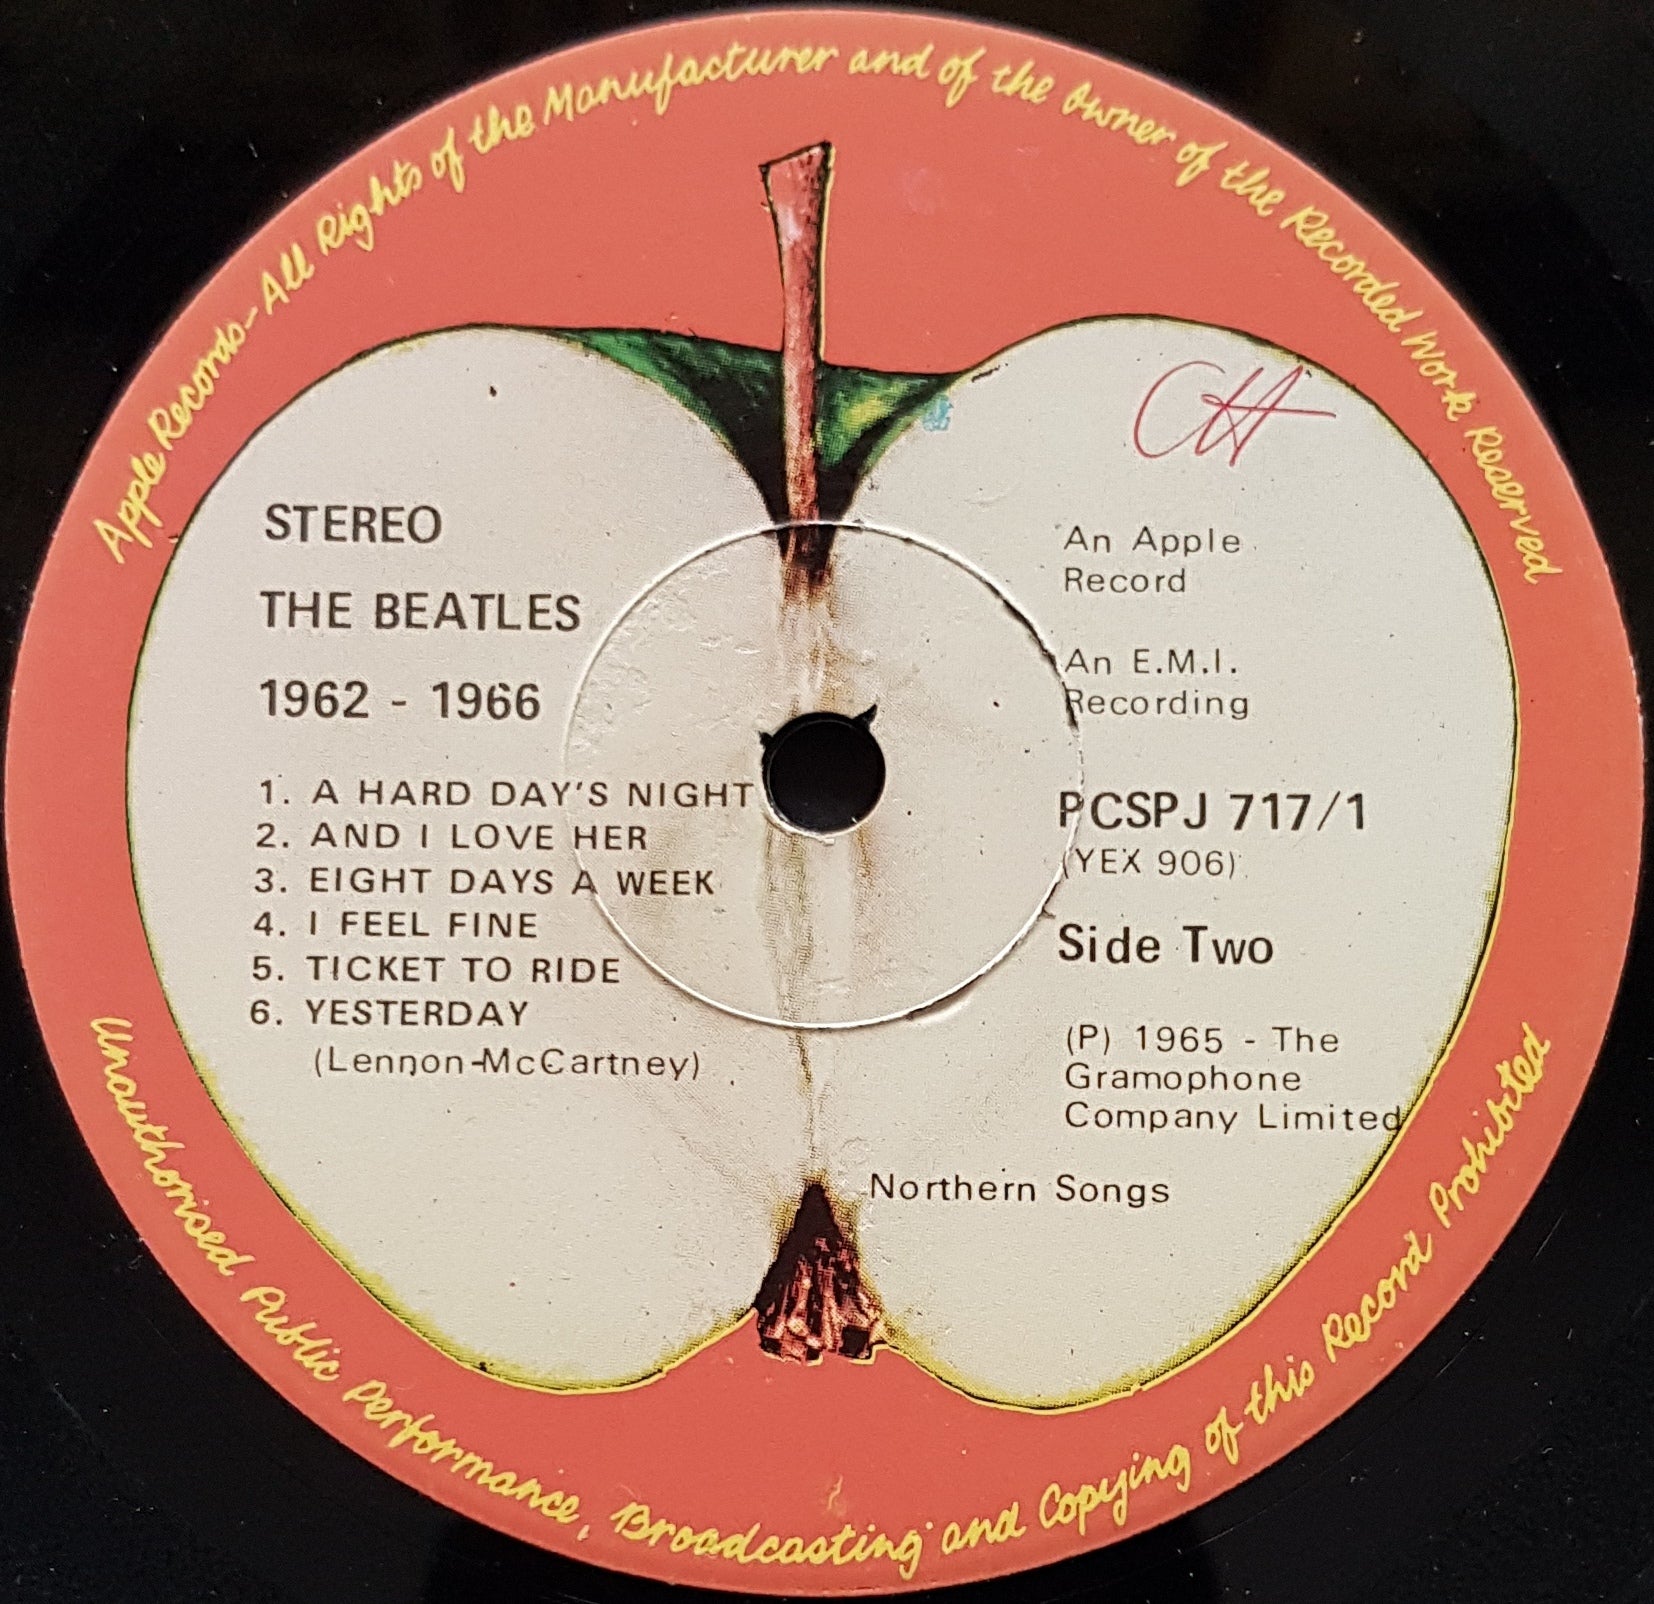 Apple Records - All Rights of the Manufacturer and of the Owner of the Recorded Work Reserved
STEREO
THE BEATLES
1962 - 1966
1. A HARD DAY'S NIGHT
2. AND I LOVE HER
3. EIGHT DAYS A WEEK
4. I FEEL FINE
5. TICKET TO RIDE
6. YESTERDAY
(Lennon-McCartney)
An Apple
Record
An E.M.I.
Recording
PCSPJ 717/1
(YEX 906)
Side Two
(P) 1965 - The
Gramophone
Company Limited
Northern Songs
Unauthorised Public Performance, Broadcasting and Copying of this Record Prohibited